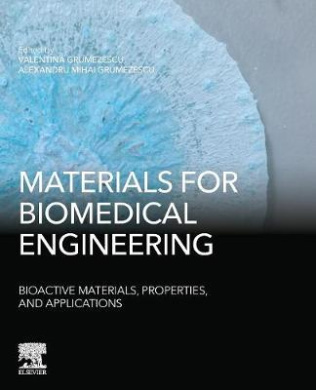 Edited by
VALENTINA GRUMEZESCU
ALEXANDRU MIHAI GRUMEZESCU
MATERIALS FOR
BIOMEDICAL
ENGINEERING
BIOACTIVE MATERIALS, PROPERTIES,
AND APPLICATIONS
ELSEVIER